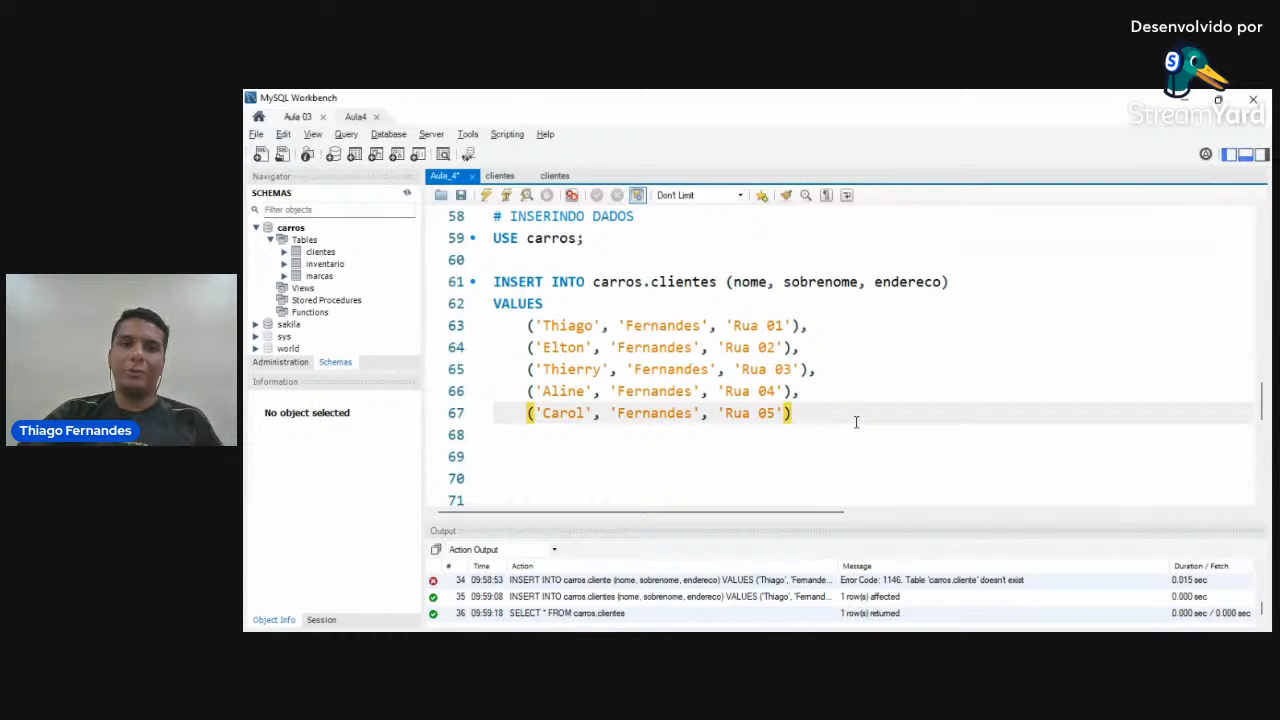 Desenvolvido por
S
StreamYard
MySQL Workbench
Aula 03 Aula4
File Edit View Query Database Server Tools Scripting Help
Navigator
SCHEMAS
Filter objects
carros
Tables
clientes
inventario
marcas
Views
Stored Procedures
Functions
sakila
sys
world
Administration Schemas
Information
No object selected
Object Info Session
Aula_4* clientes clientes
Don't Limit
58 # INSERINDO DADOS
59 USE carros;
60
61 INSERT INTO carros.clientes (nome, sobrenome, endereco)
62 VALUES
63 ('Thiago', 'Fernandes', 'Rua 01'),
64 ('Elton', 'Fernandes', 'Rua 02'),
65 ('Thierry', 'Fernandes', 'Rua 03'),
66 ('Aline', 'Fernandes', 'Rua 04'),
67 ('Carol', 'Fernandes', 'Rua 05')
68
69
70
71
Output
Action Output
# Time Action Message Duration / Fetch
34 09:58:53 INSERT INTO carros.cliente (nome, sobrenome, endereco) VALUES ('Thiago', 'Fernande... Error Code: 1146. Table 'carros.cliente' doesn't exist 0.015 sec
35 09:59:08 INSERT INTO carros.clientes (nome, sobrenome, endereco) VALUES ('Thiago', 'Fernand... 1 row(s) affected 0.000 sec
36 09:59:18 SELECT * FROM carros.clientes 1 row(s) returned 0.000 sec / 0.000 sec
Thiago Fernandes